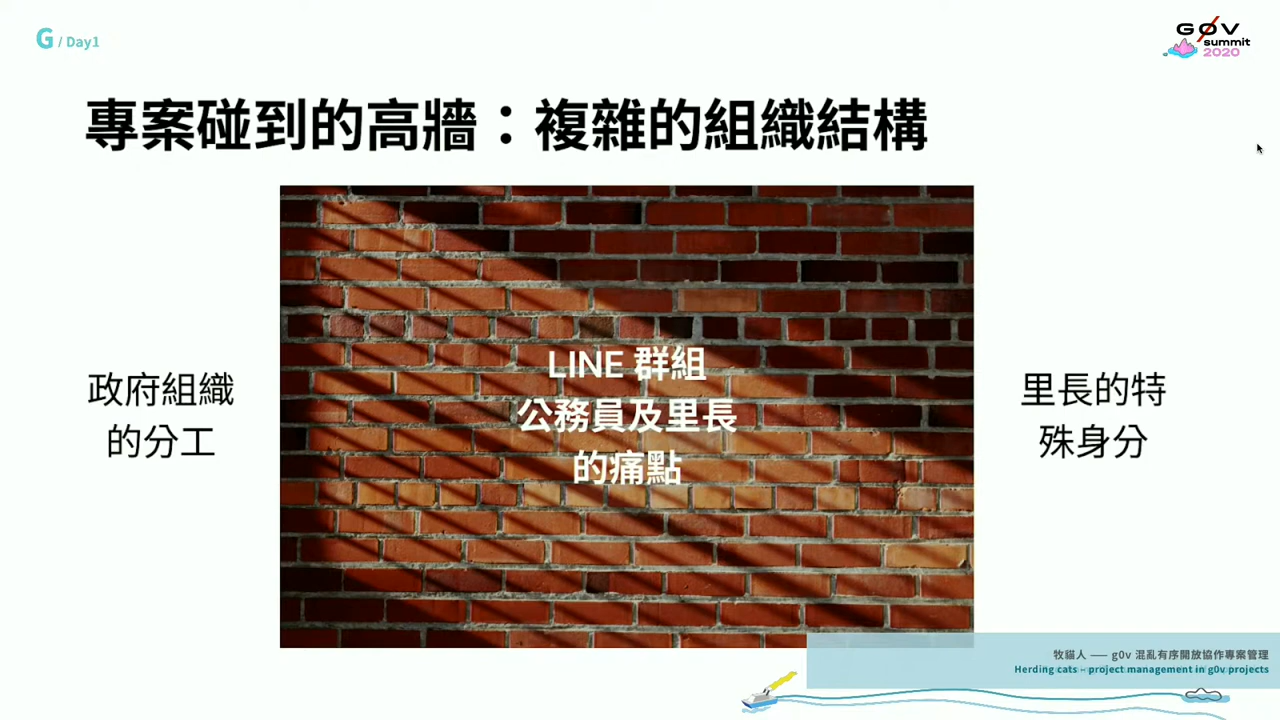 G / Day1
G0V
summit
2020
專案碰到的高牆：複雜的組織結構
政府組織
的分工
LINE 群組
公務員及里長
的痛點
里長的特
殊身分
牧貓人 —— g0v 混亂有序開放協作專案管理
Herding cats - project management in g0v projects